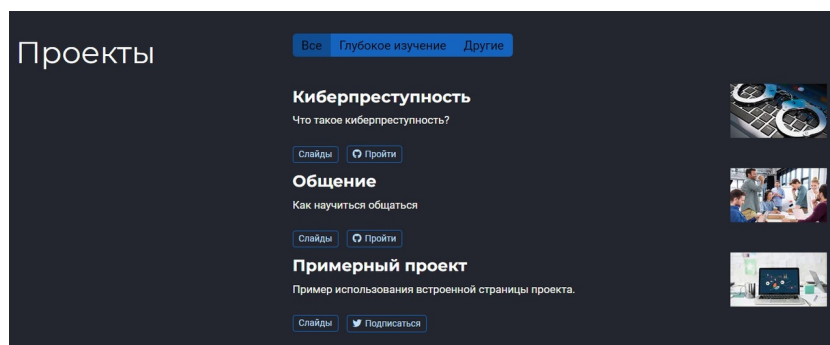 Проекты
Все Глубокое изучение Другие
Киберпреступность
Что такое киберпреступность?
Слайды Пройти
Общение
Как научиться общаться
Слайды Пройти
Примерный проект
Пример использования встроенной страницы проекта.
Слайды Подписаться